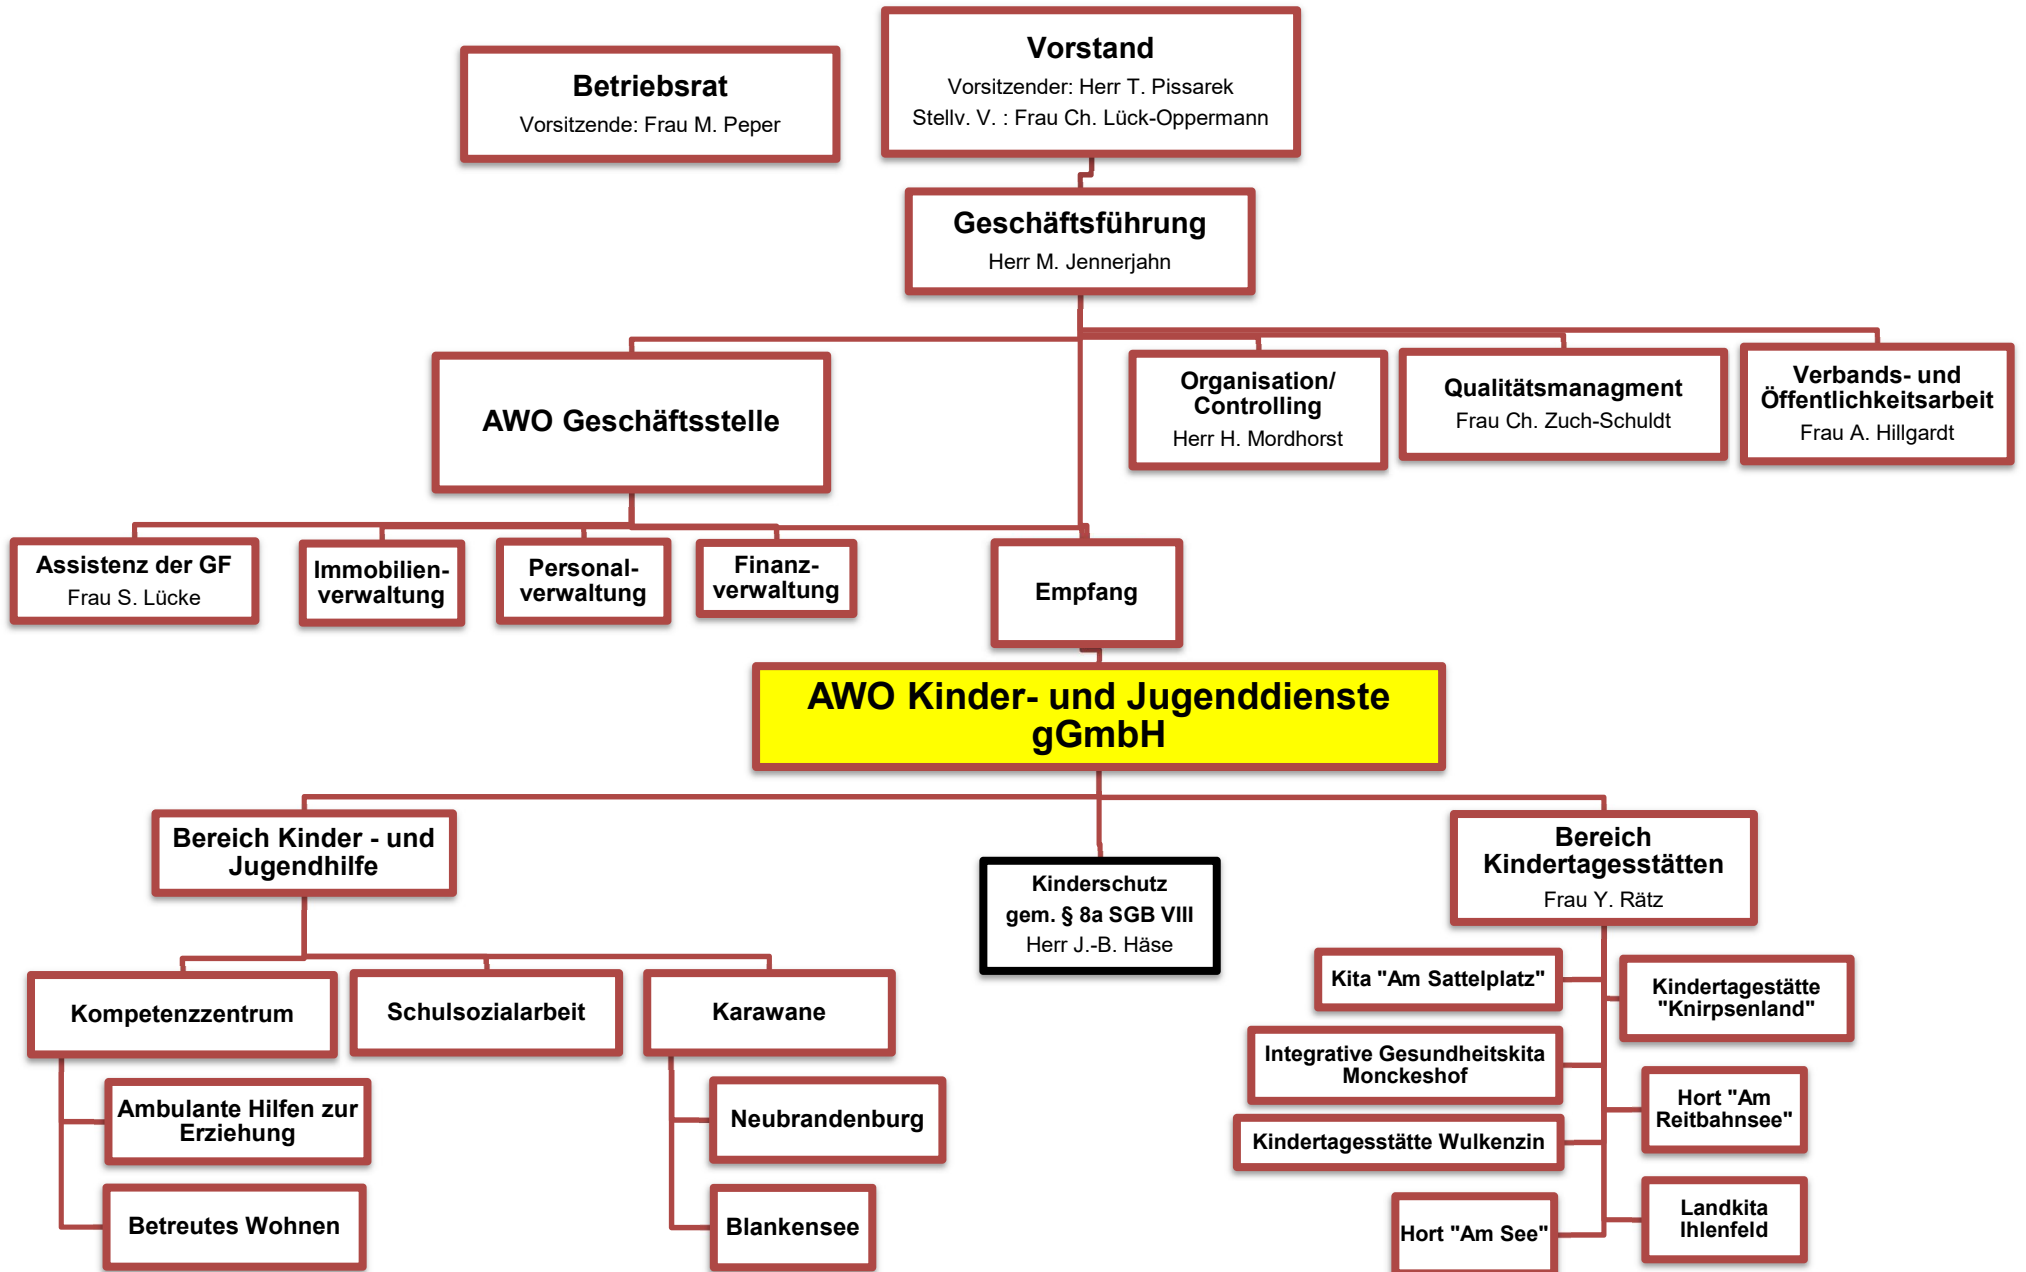 Betriebsrat
Vorsitzende: Frau M. Peper
Vorstand
Vorsitzender: Herr T. Pissarek
Stellv. V. : Frau Ch. Lück-Oppermann
Geschäftsführung
Herr M. Jennerjahn
AWO Geschäftsstelle
Organisation/
Controlling
Herr H. Mordhorst
Qualitätsmanagment
Frau Ch. Zuch-Schuldt
Verbands- und
Öffentlichkeitsarbeit
Frau A. Hillgardt
Assistenz der GF
Frau S. Lücke
Immobilien-
verwaltung
Personal-
verwaltung
Finanz-
verwaltung
Empfang
AWO Kinder- und Jugenddienste
gGmbH
Bereich Kinder - und
Jugendhilfe
Kinderschutz
gem. § 8a SGB VIII
Herr J.-B. Häse
Bereich
Kindertagesstätten
Frau Y. Rätz
Kompetenzzentrum
Schulsozialarbeit
Karawane
Ambulante Hilfen zur
Erziehung
Betreutes Wohnen
Neubrandenburg
Blankensee
Kita "Am Sattelplatz"
Kindertagestätte
"Knirpsenland"
Integrative Gesundheitskita
Monckeshof
Hort "Am
Reitbahnsee"
Kindertagesstätte Wulkenzin
Landkita
Ihlenfeld
Hort "Am See"